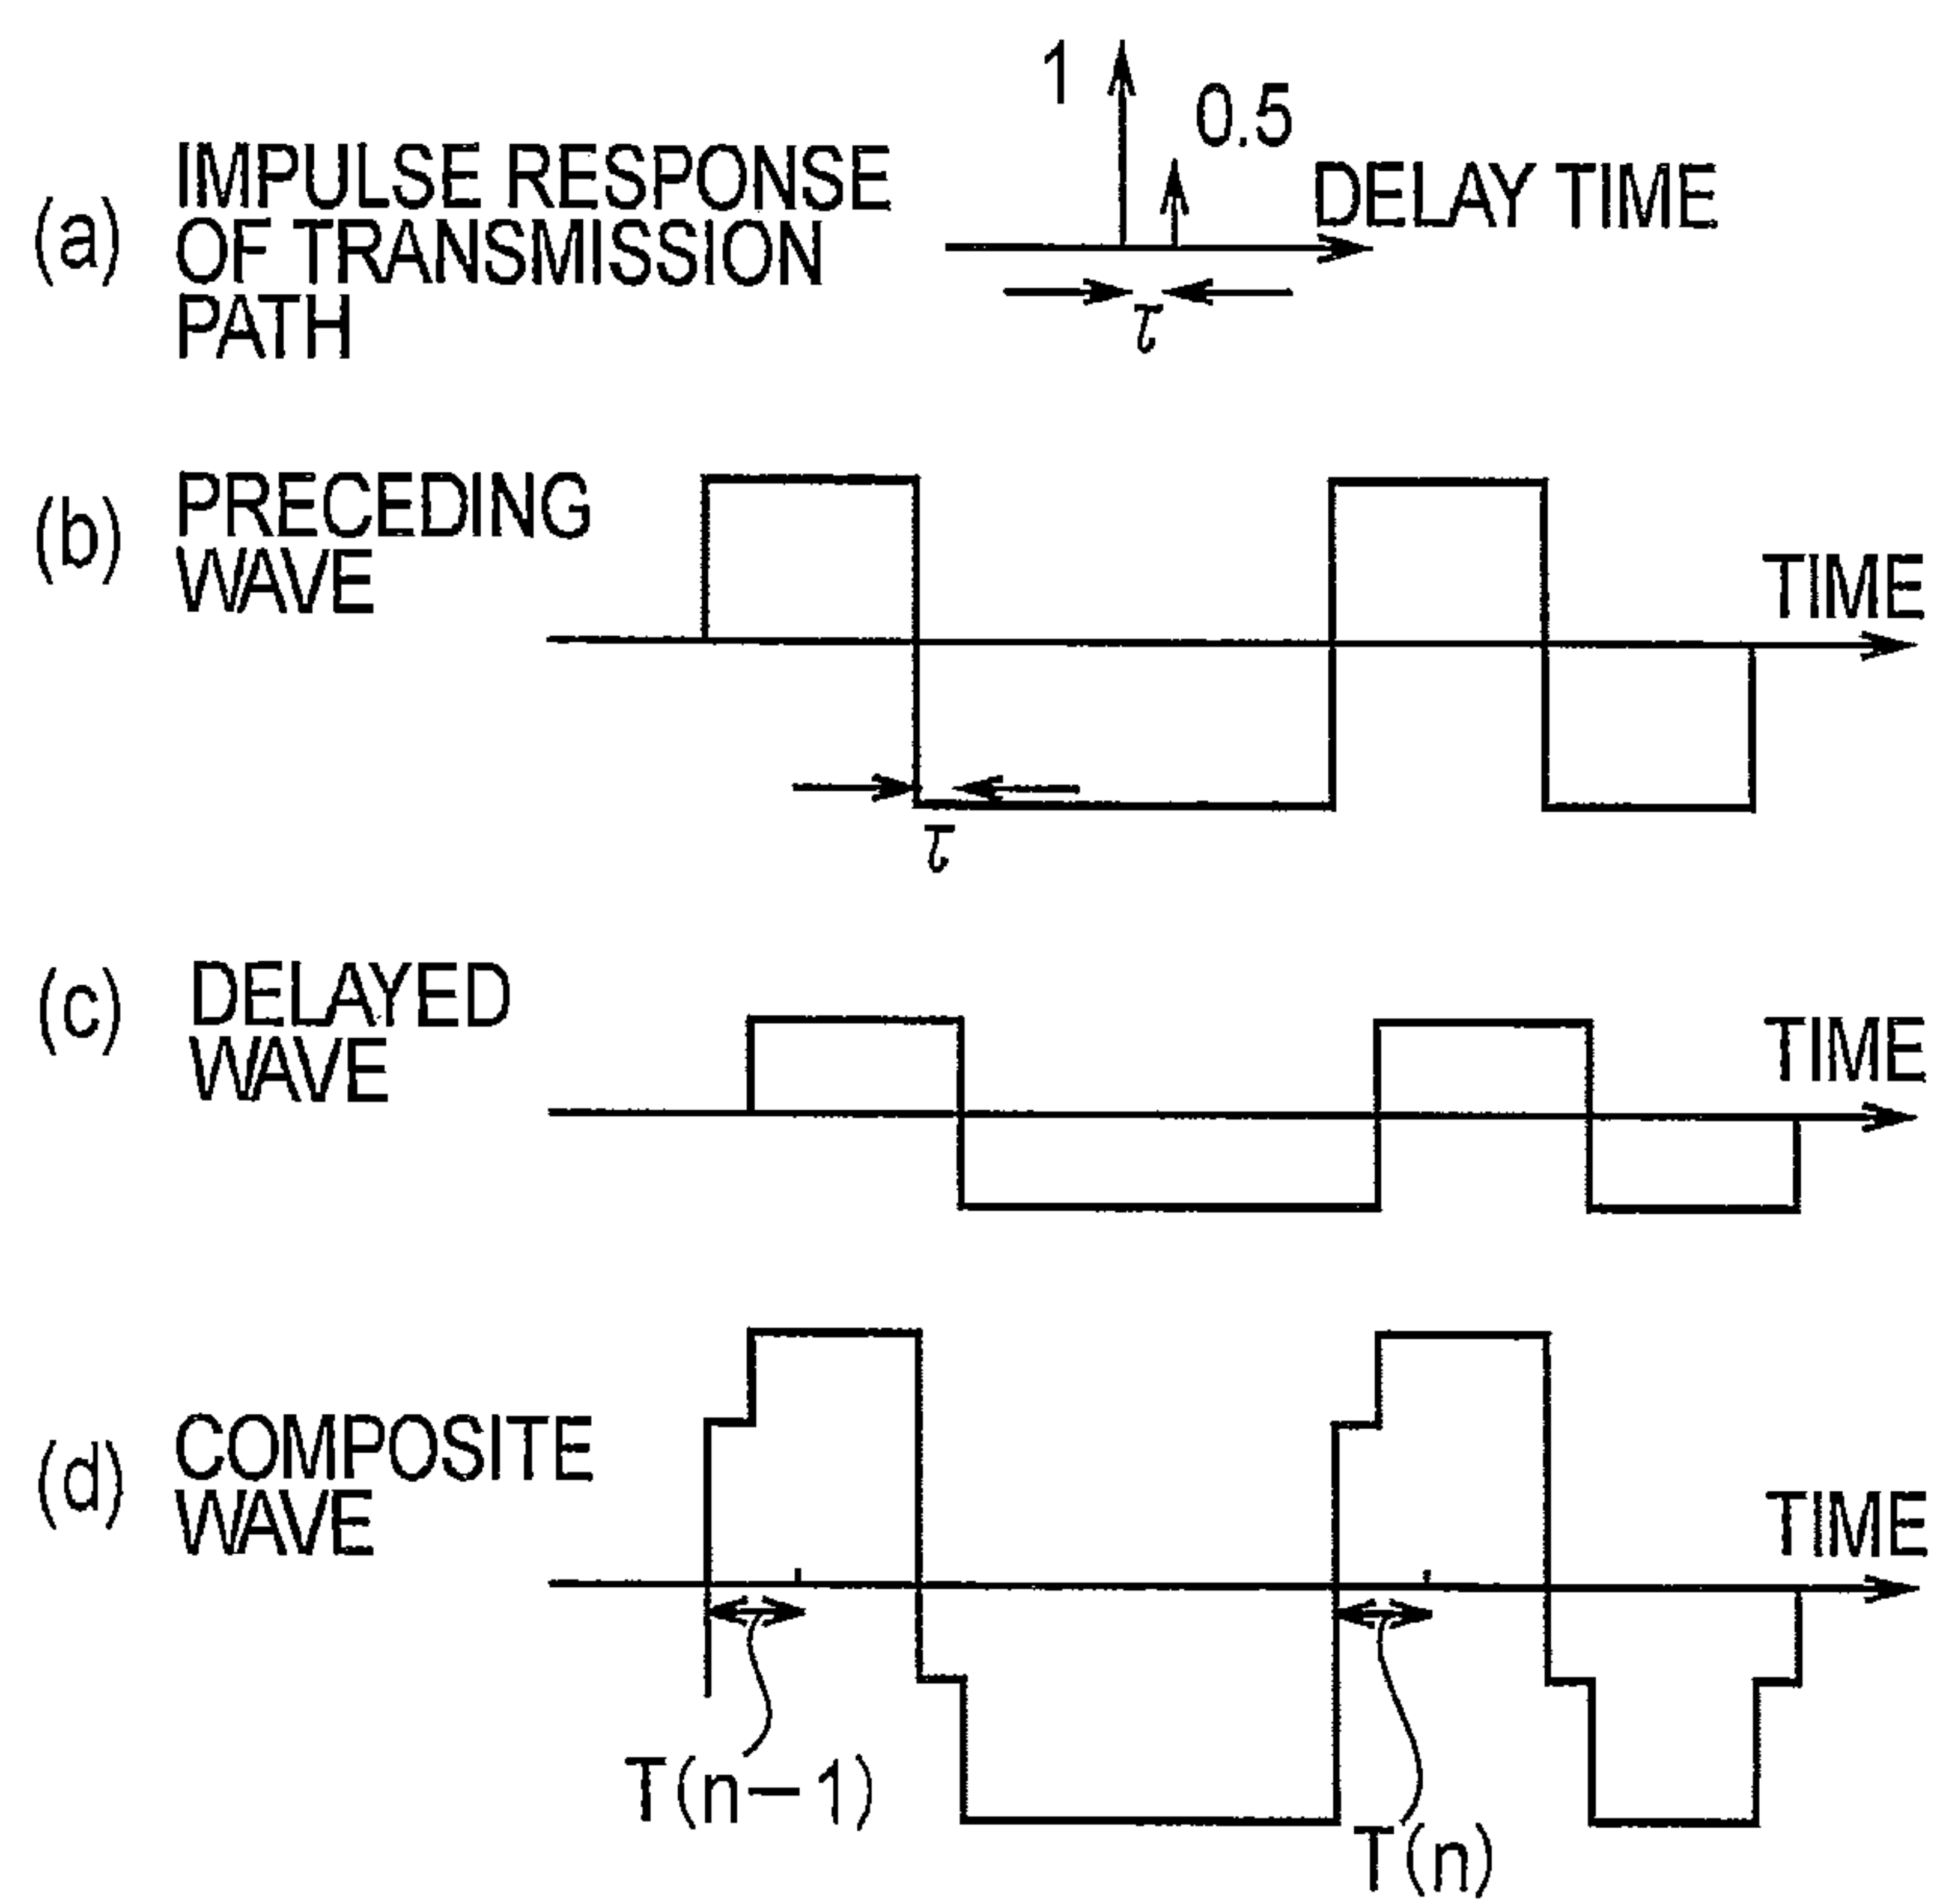 1
0.5
(a) IMPULSE RESPONSE
OF TRANSMISSION
PATH
DELAY TIME
τ
(b) PRECEDING
WAVE
TIME
τ
(c) DELAYED
WAVE
TIME
(d) COMPOSITE
WAVE
TIME
T(n−1)
T(n)